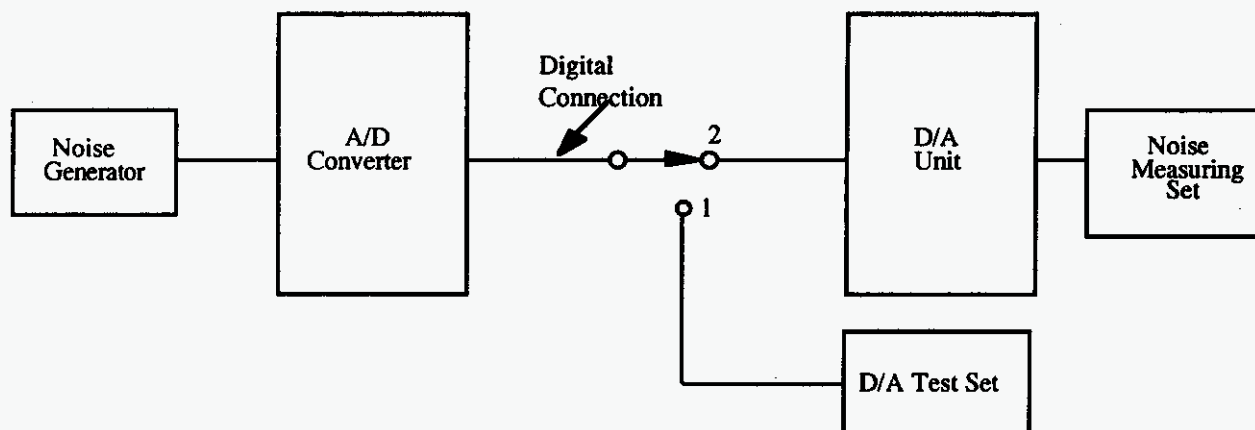 Noise
Generator
A/D
Converter
Digital
Connection
2
1
D/A
Unit
Noise
Measuring
Set
D/A Test Set